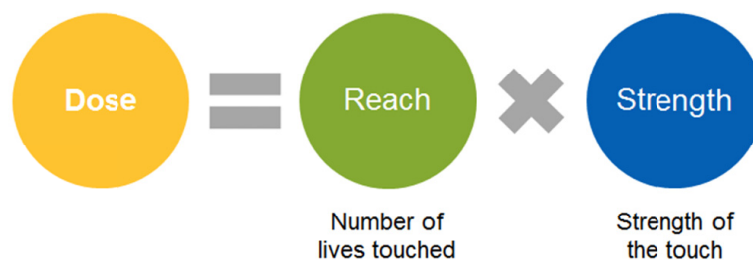 Dose
Reach
Strength
Number of
lives touched
Strength of
the touch